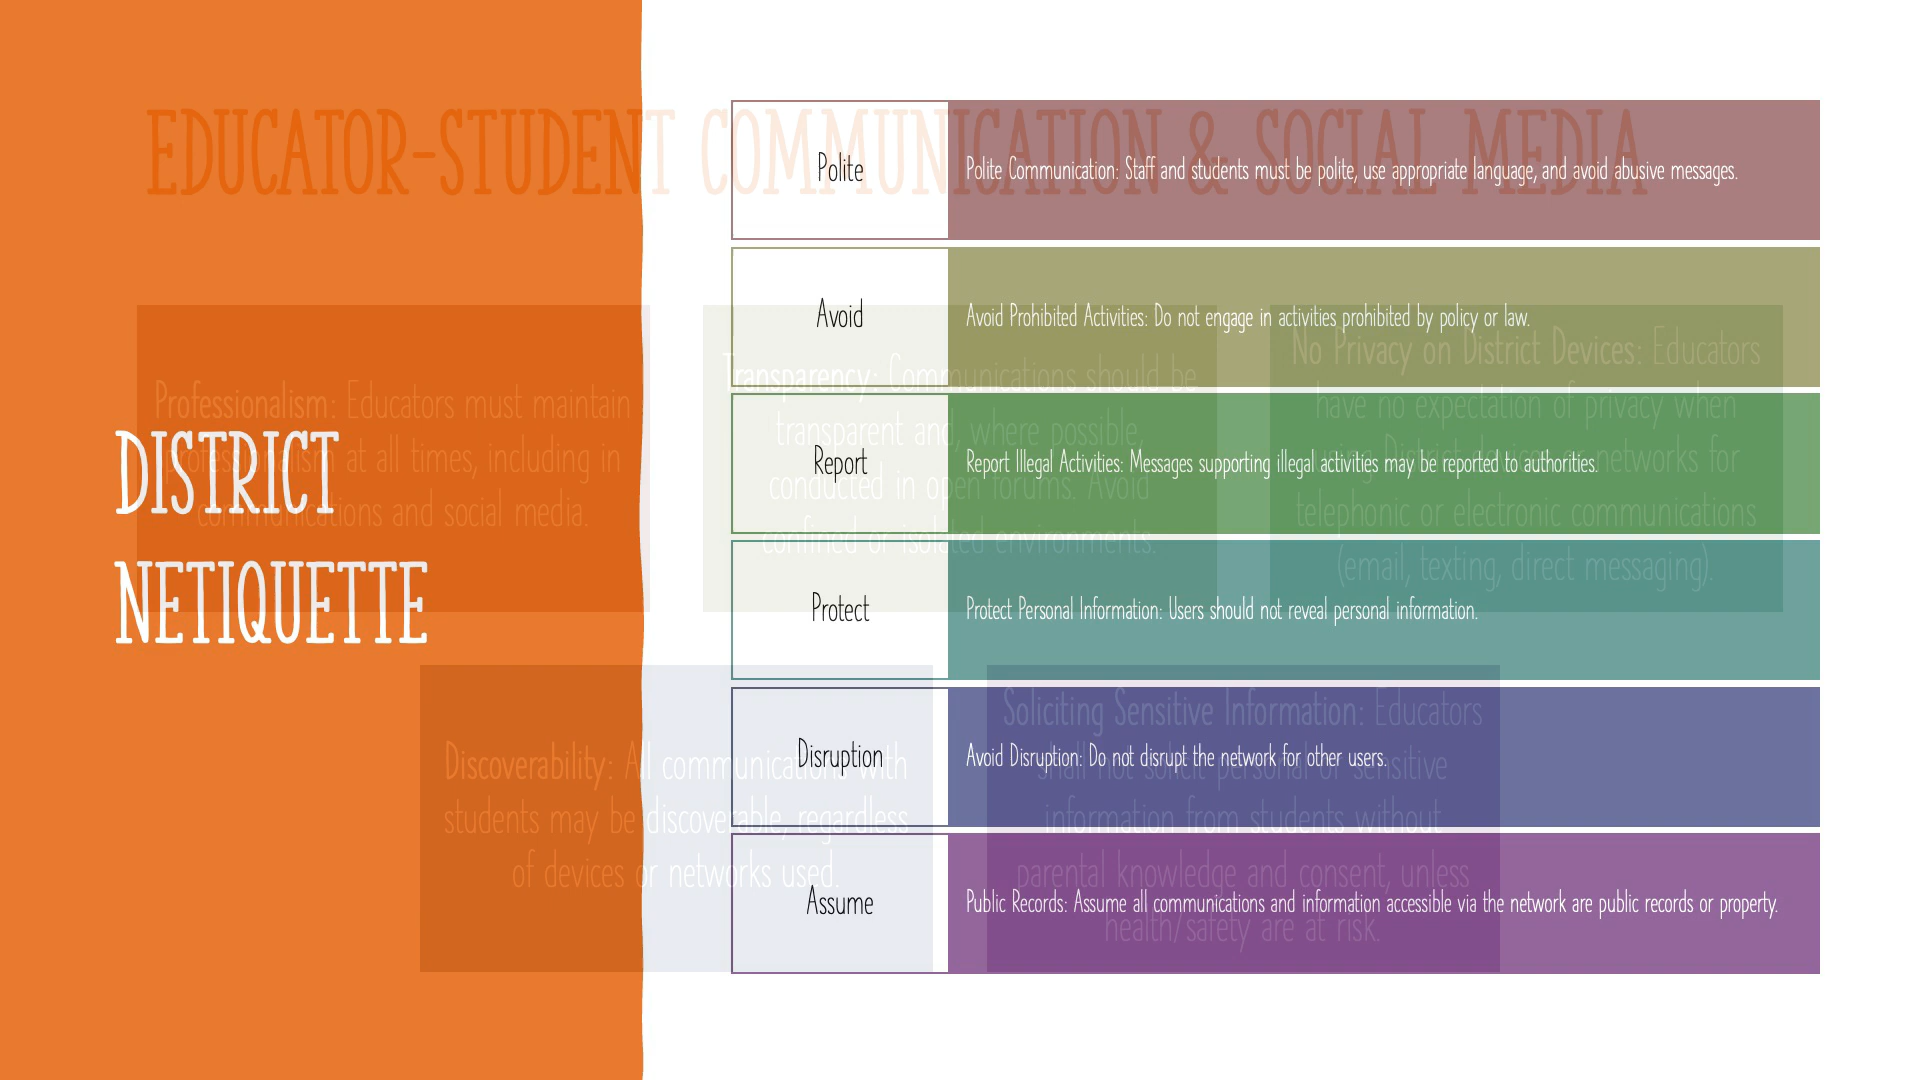 EDUCATOR-STUDENT COMMUNICATION & SOCIAL MEDIA
DISTRICT
NETIQUETTE
Polite
Polite Communication: Staff and students must be polite, use appropriate language, and avoid abusive messages.
Avoid
Avoid Prohibited Activities: Do not engage in activities prohibited by policy or law.
Report
Report Illegal Activities: Messages supporting illegal activities may be reported to authorities.
Protect
Protect Personal Information: Users should not reveal personal information.
Disruption
Avoid Disruption: Do not disrupt the network for other users.
Assume
Public Records: Assume all communications and information accessible via the network are public records or property.
Professionalism: Educators must maintain
professionalism at all times, including in
communications and social media.
Transparency: Communications should be
transparent and, where possible,
conducted in open forums. Avoid
confined or isolated environments.
No Privacy on District Devices: Educators
have no expectation of privacy when
using District devices or networks for
telephonic or electronic communications
(email, texting, direct messaging).
Discoverability: All communications with
students may be discoverable, regardless
of devices or networks used.
Soliciting Sensitive Information: Educators
shall not solicit personal or sensitive
information from students without
parental knowledge and consent, unless
health/safety are at risk.